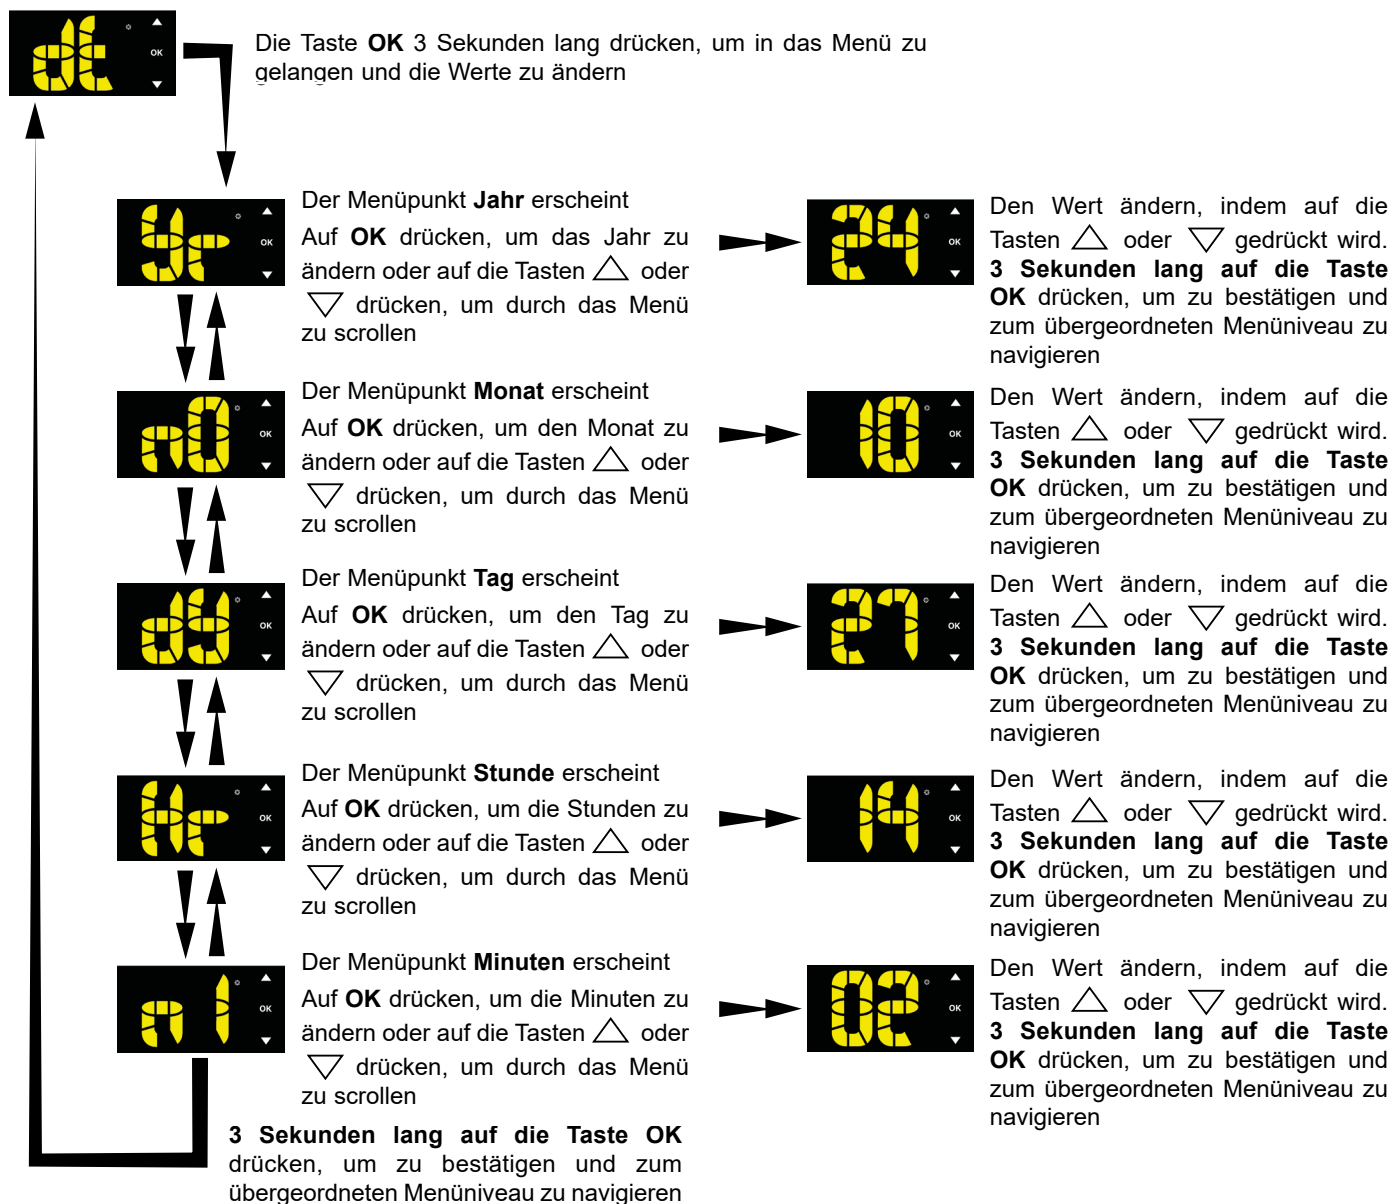 dt
OK
Die Taste OK 3 Sekunden lang drücken, um in das Menü zu
gelangen und die Werte zu ändern
Yr
OK
Der Menüpunkt Jahr erscheint
Auf OK drücken, um das Jahr zu
ändern oder auf die Tasten △ oder
▽ drücken, um durch das Menü
zu scrollen
24
OK
Den Wert ändern, indem auf die
Tasten △ oder ▽ gedrückt wird.
3 Sekunden lang auf die Taste
OK drücken, um zu bestätigen und
zum übergeordneten Menüniveau zu
navigieren
n0
OK
Der Menüpunkt Monat erscheint
Auf OK drücken, um den Monat zu
ändern oder auf die Tasten △ oder
▽ drücken, um durch das Menü
zu scrollen
10
OK
Den Wert ändern, indem auf die
Tasten △ oder ▽ gedrückt wird.
3 Sekunden lang auf die Taste
OK drücken, um zu bestätigen und
zum übergeordneten Menüniveau zu
navigieren
dy
OK
Der Menüpunkt Tag erscheint
Auf OK drücken, um den Tag zu
ändern oder auf die Tasten △ oder
▽ drücken, um durch das Menü
zu scrollen
27
OK
Den Wert ändern, indem auf die
Tasten △ oder ▽ gedrückt wird.
3 Sekunden lang auf die Taste
OK drücken, um zu bestätigen und
zum übergeordneten Menüniveau zu
navigieren
Hr
OK
Der Menüpunkt Stunde erscheint
Auf OK drücken, um die Stunden zu
ändern oder auf die Tasten △ oder
▽ drücken, um durch das Menü
zu scrollen
14
OK
Den Wert ändern, indem auf die
Tasten △ oder ▽ gedrückt wird.
3 Sekunden lang auf die Taste
OK drücken, um zu bestätigen und
zum übergeordneten Menüniveau zu
navigieren
n1
OK
Der Menüpunkt Minuten erscheint
Auf OK drücken, um die Minuten zu
ändern oder auf die Tasten △ oder
▽ drücken, um durch das Menü
zu scrollen
02
OK
Den Wert ändern, indem auf die
Tasten △ oder ▽ gedrückt wird.
3 Sekunden lang auf die Taste
OK drücken, um zu bestätigen und
zum übergeordneten Menüniveau zu
navigieren
3 Sekunden lang auf die Taste OK
drücken, um zu bestätigen und zum
übergeordneten Menüniveau zu navigieren